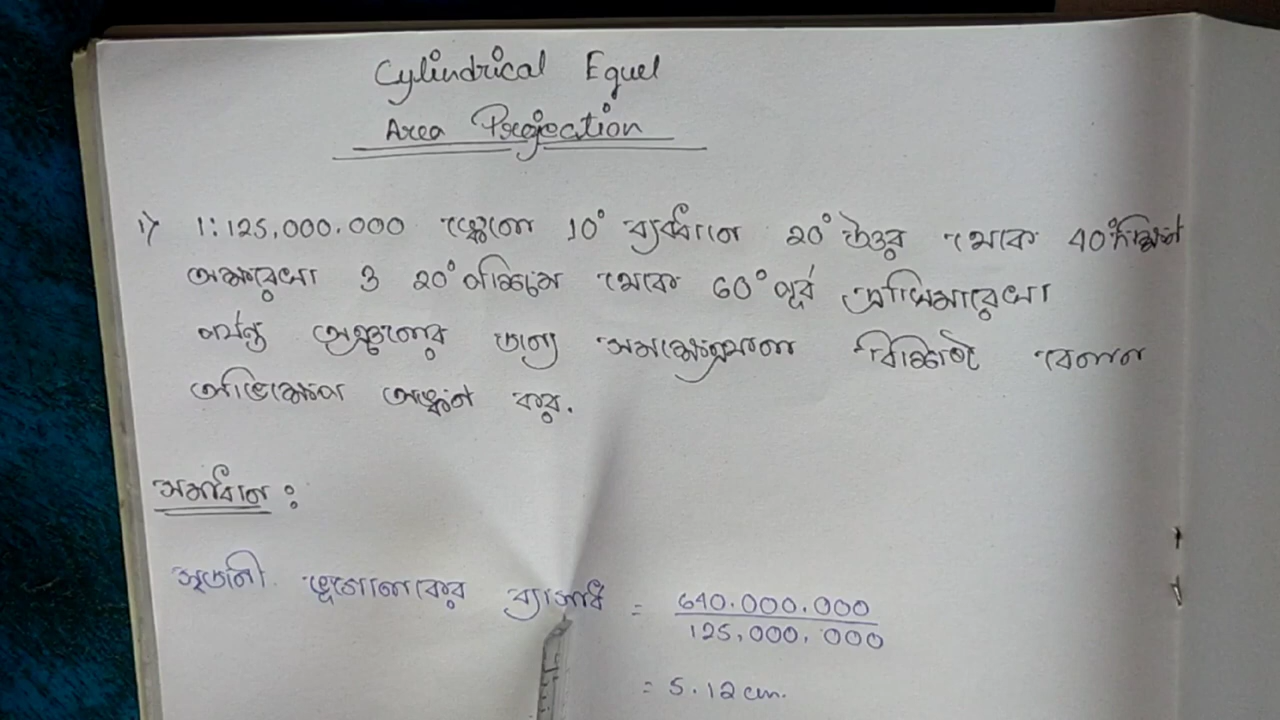 Cylindrical Equel
Area Projection
i) 1:125,000.000 স্কেলে 10° ব্যবধানে 20° উত্তর থেকে 40° দক্ষিণ
অক্ষরেখা ও 20° পশ্চিম থেকে 60° পূর্ব দ্রাঘিমারেখা
পর্যন্ত অঞ্চলের জন্যে সমক্ষেত্রফল বিশিষ্ট বেলন
অভিক্ষেপ অঙ্কন কর.
সমাধান :
সৃজনী ভূগোলকের ব্যাসার্ধ = 640.000.000
125,000,000
= 5.12 cm.